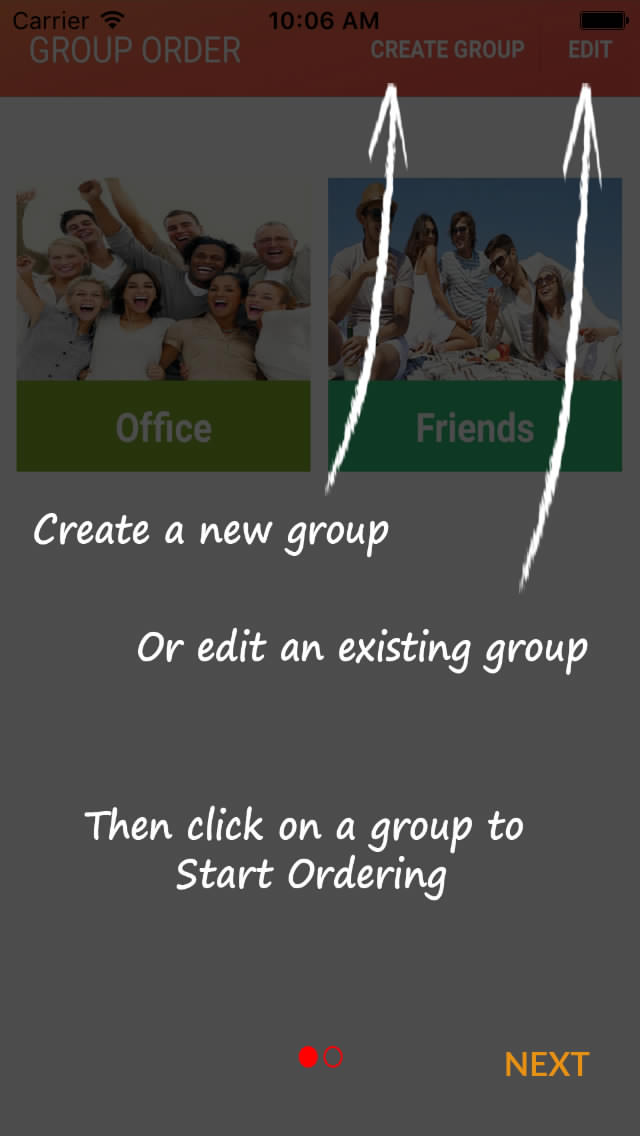 Carrier 10:06 AM
GROUP ORDER CREATE GROUP EDIT
Office Friends
Create a new group
Or edit an existing group
Then click on a group to
Start Ordering
NEXT